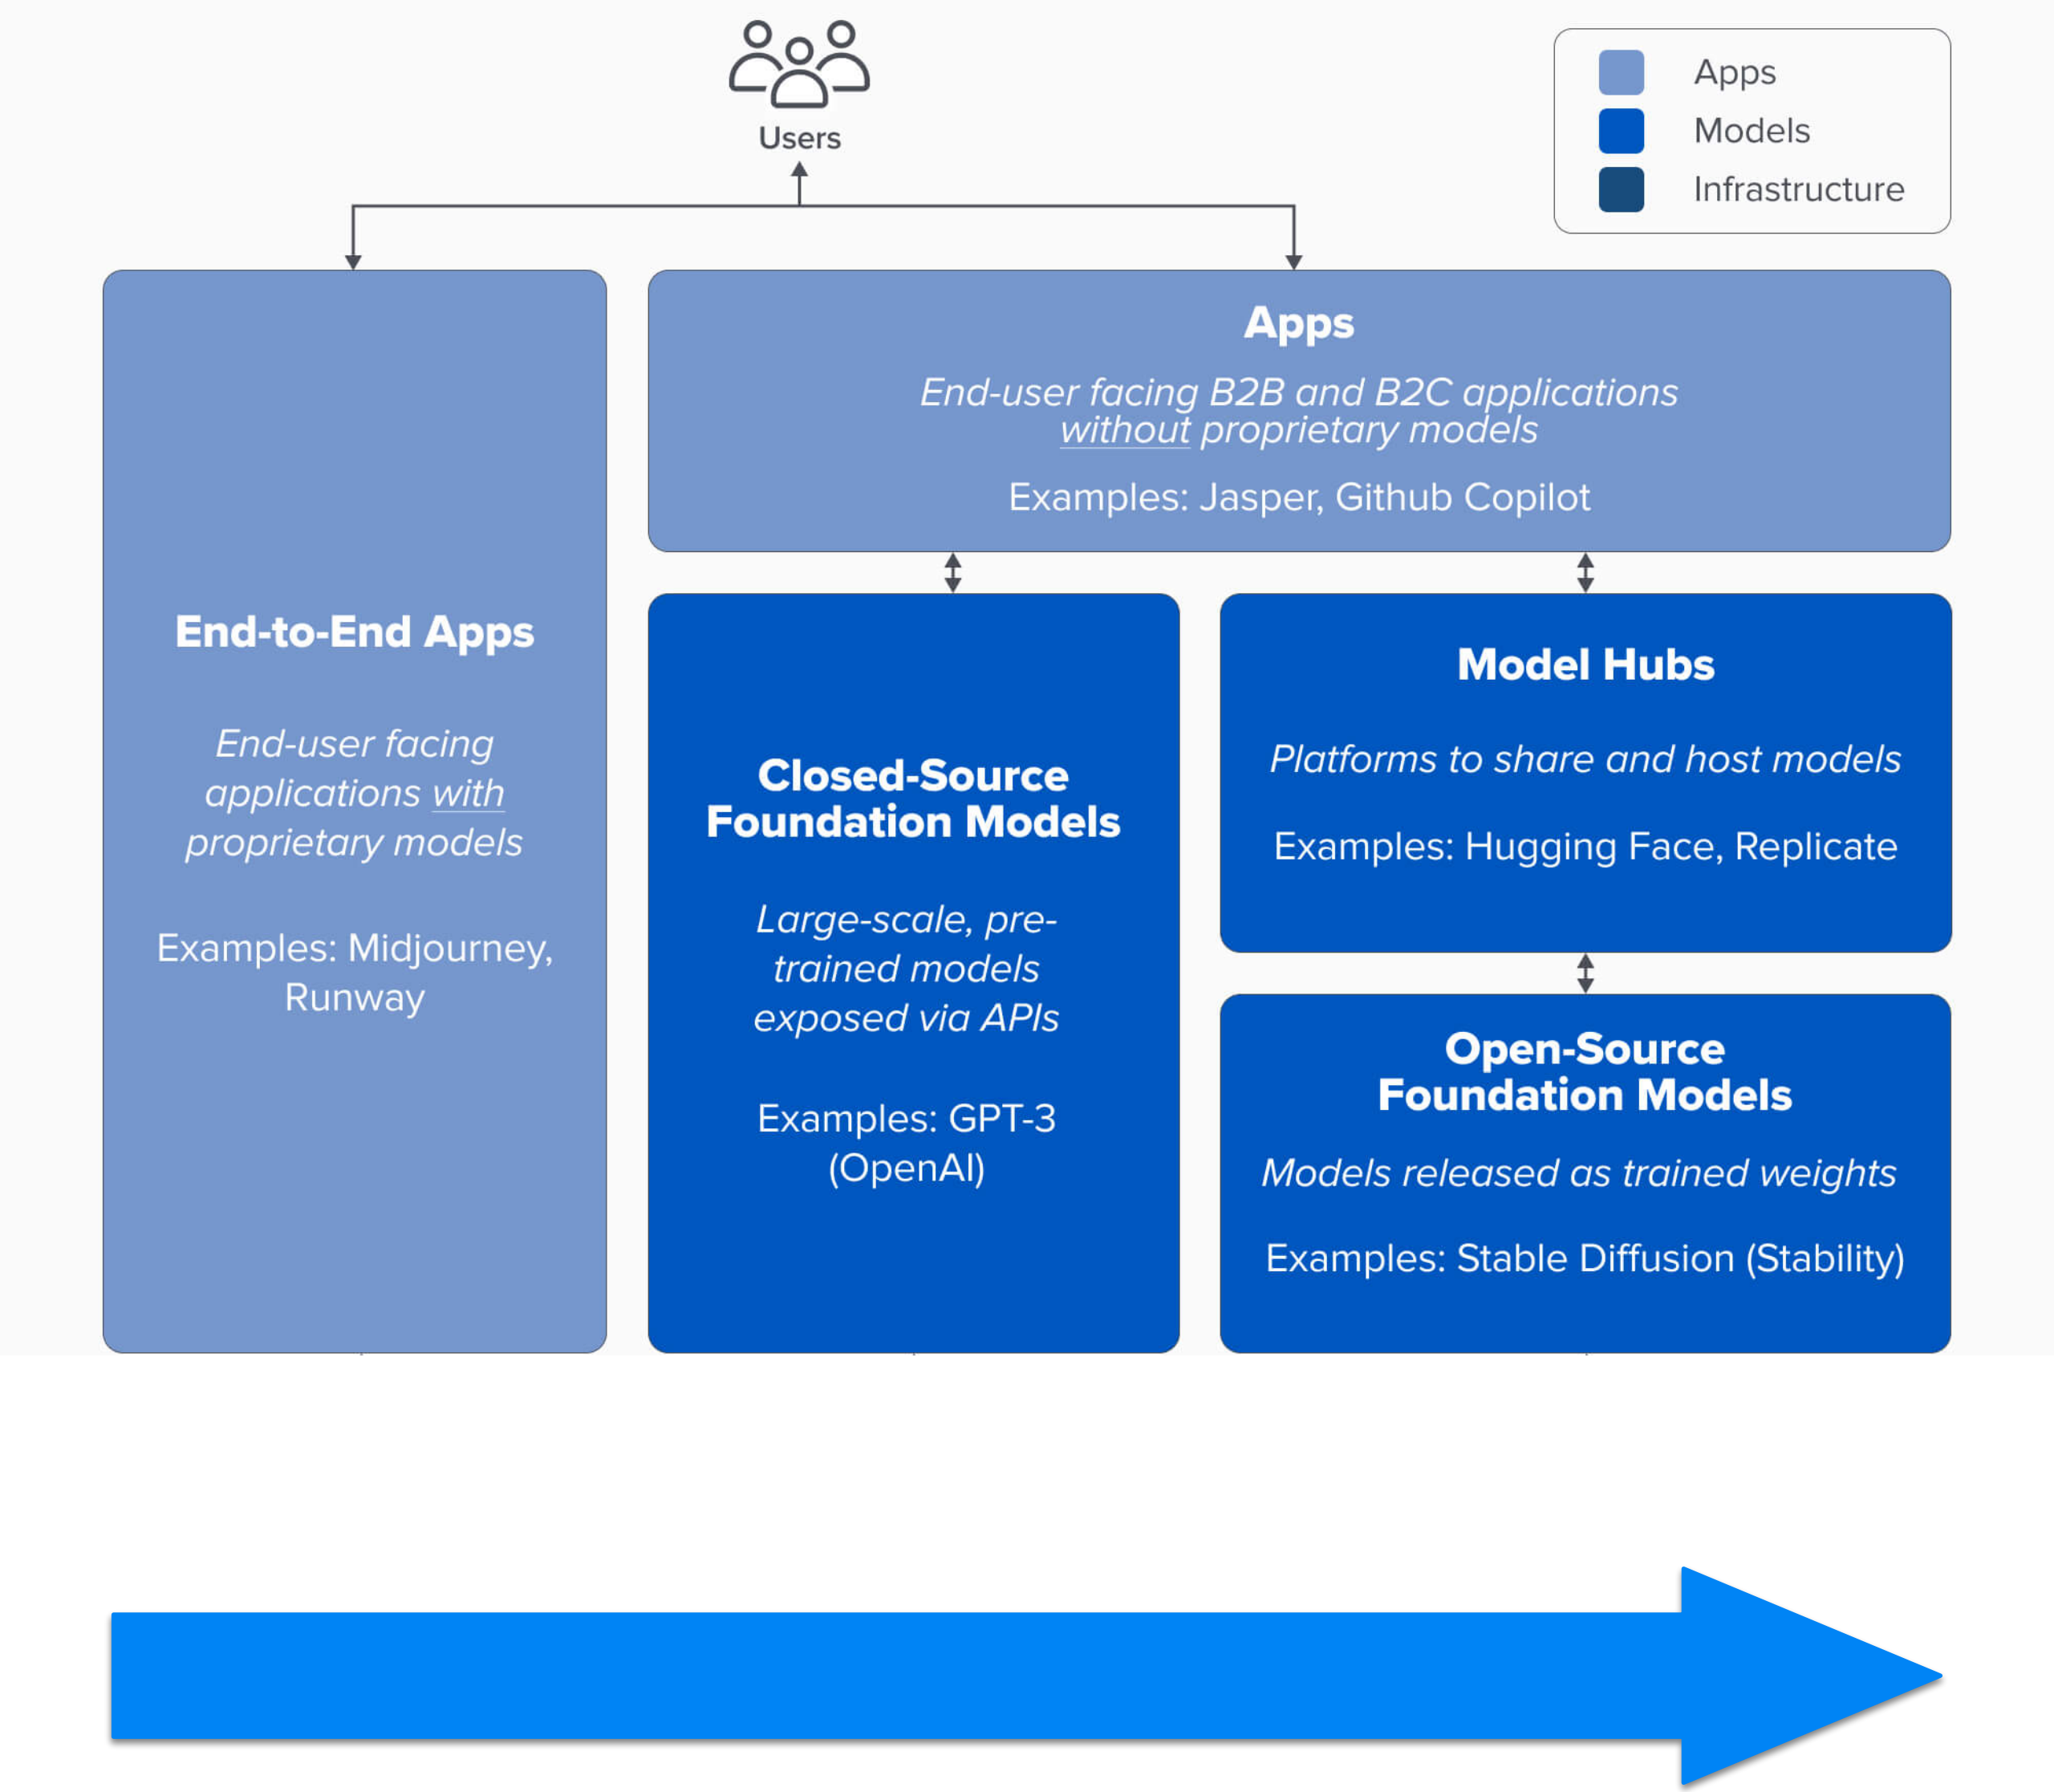 Users
Apps
Models
Infrastructure
Apps
End-user facing B2B and B2C applications
without proprietary models
Examples: Jasper, Github Copilot
End-to-End Apps
End-user facing
applications with
proprietary models
Examples: Midjourney,
Runway
Closed-Source
Foundation Models
Large-scale, pre-
trained models
exposed via APIs
Examples: GPT-3
(OpenAI)
Model Hubs
Platforms to share and host models
Examples: Hugging Face, Replicate
Open-Source
Foundation Models
Models released as trained weights
Examples: Stable Diffusion (Stability)